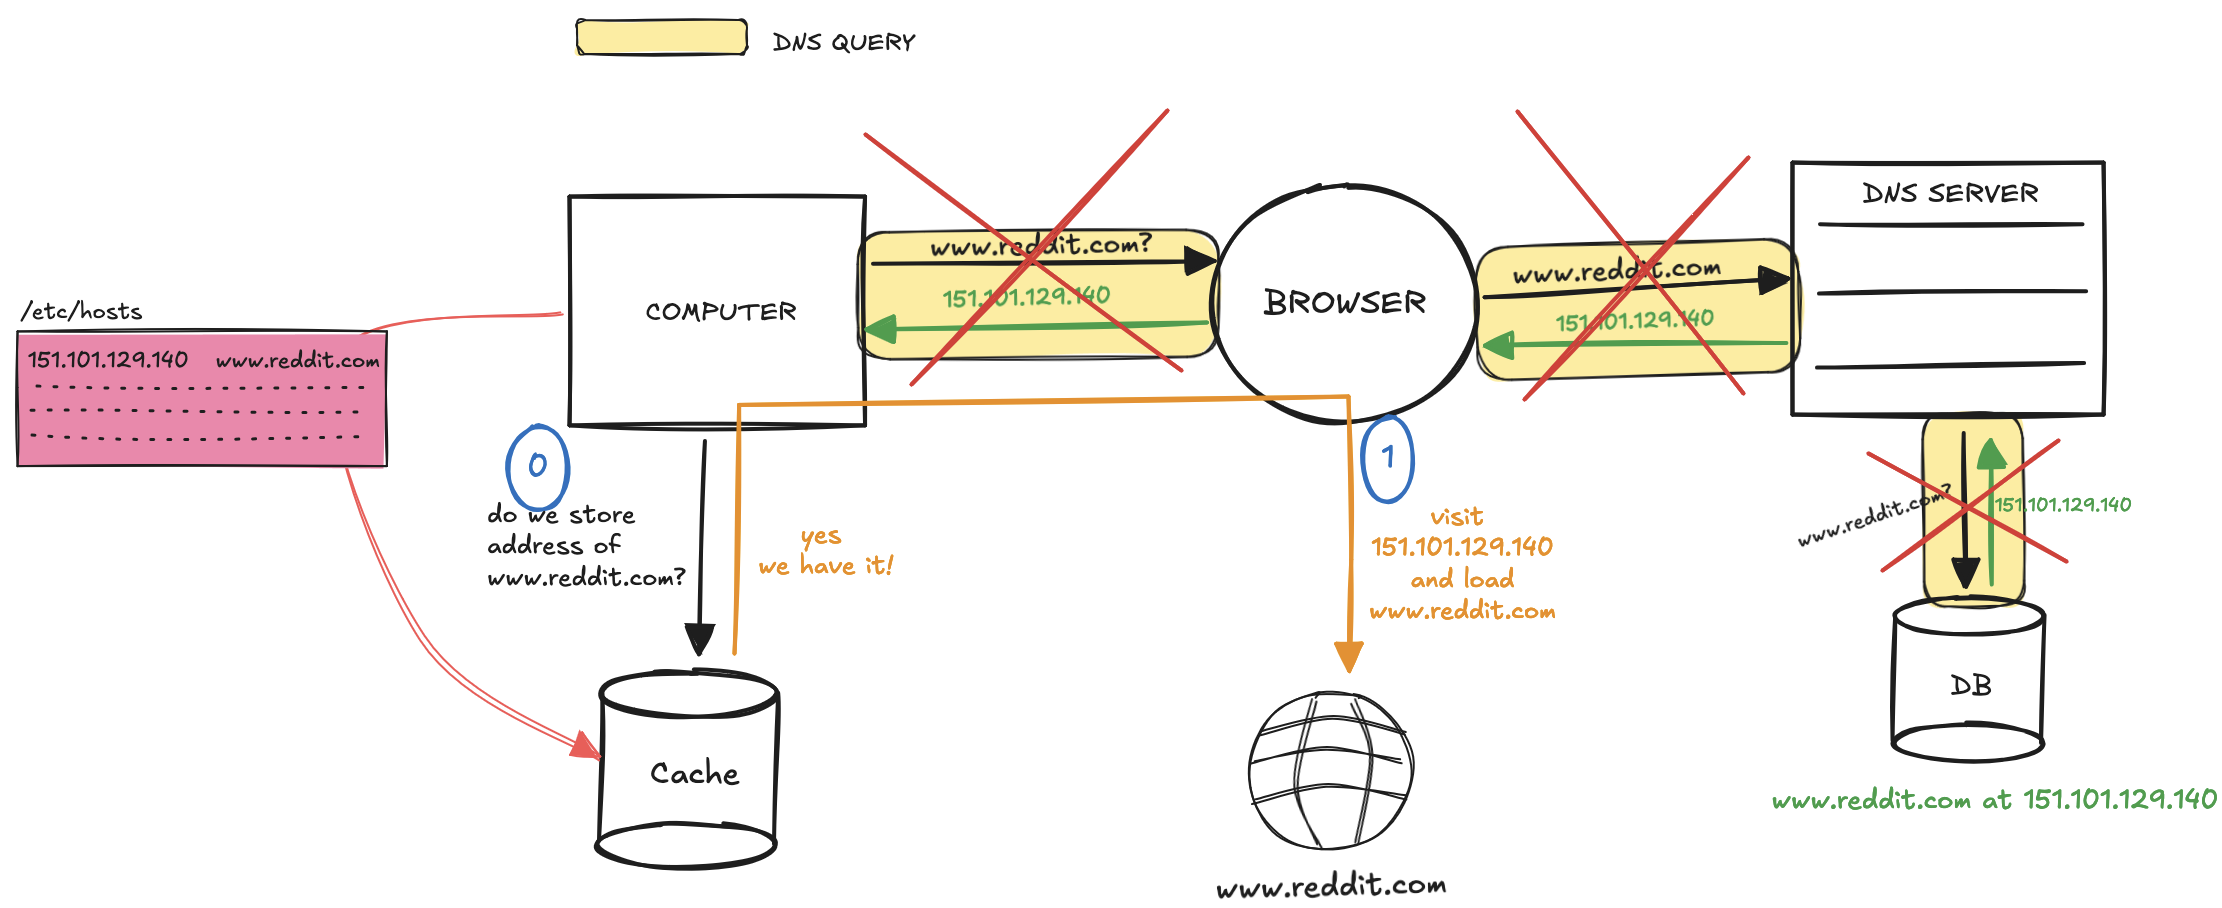 DNS QUERY
/etc/hosts
151.101.129.140 www.reddit.com
COMPUTER
www.reddit.com?
151.101.129.140
BROWSER
www.reddit.com
151.101.129.140
DNS SERVER
0
do we store
address of
www.reddit.com?
yes
we have it!
1
visit
151.101.129.140
and load
www.reddit.com
www.reddit.com?
151.101.129.140
Cache
www.reddit.com
DB
www.reddit.com at 151.101.129.140